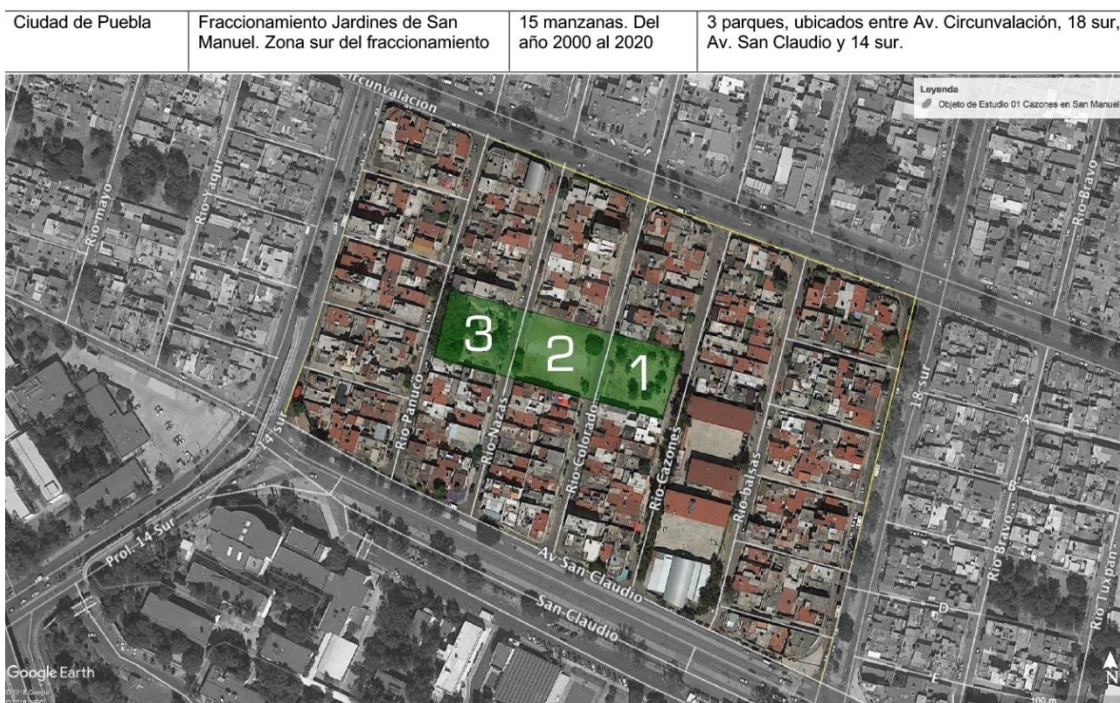 Ciudad de Puebla
Fraccionamiento Jardines de San
Manuel. Zona sur del fraccionamiento
15 manzanas. Del
año 2000 al 2020
3 parques, ubicados entre Av. Circunvalación, 18 sur,
Av. San Claudio y 14 sur.
Circunvalacion
Leyenda
Objeto de Estudio 01 Cazones en San Manuel
Rio-mayo
Rio-Yaqui
Rio-Bravo
3
2
1
18 sur
Rio-Panuco
Rio-Nazas
Rio-Colorado
Rio-Cazones
Rio-balsas
14 sur
A
B
C
D
E
Rio-Bravo
Rio Tuxpan
Prol-14-Sur
Av-San Claudio
San-Claudio
Google Earth
N
100 m